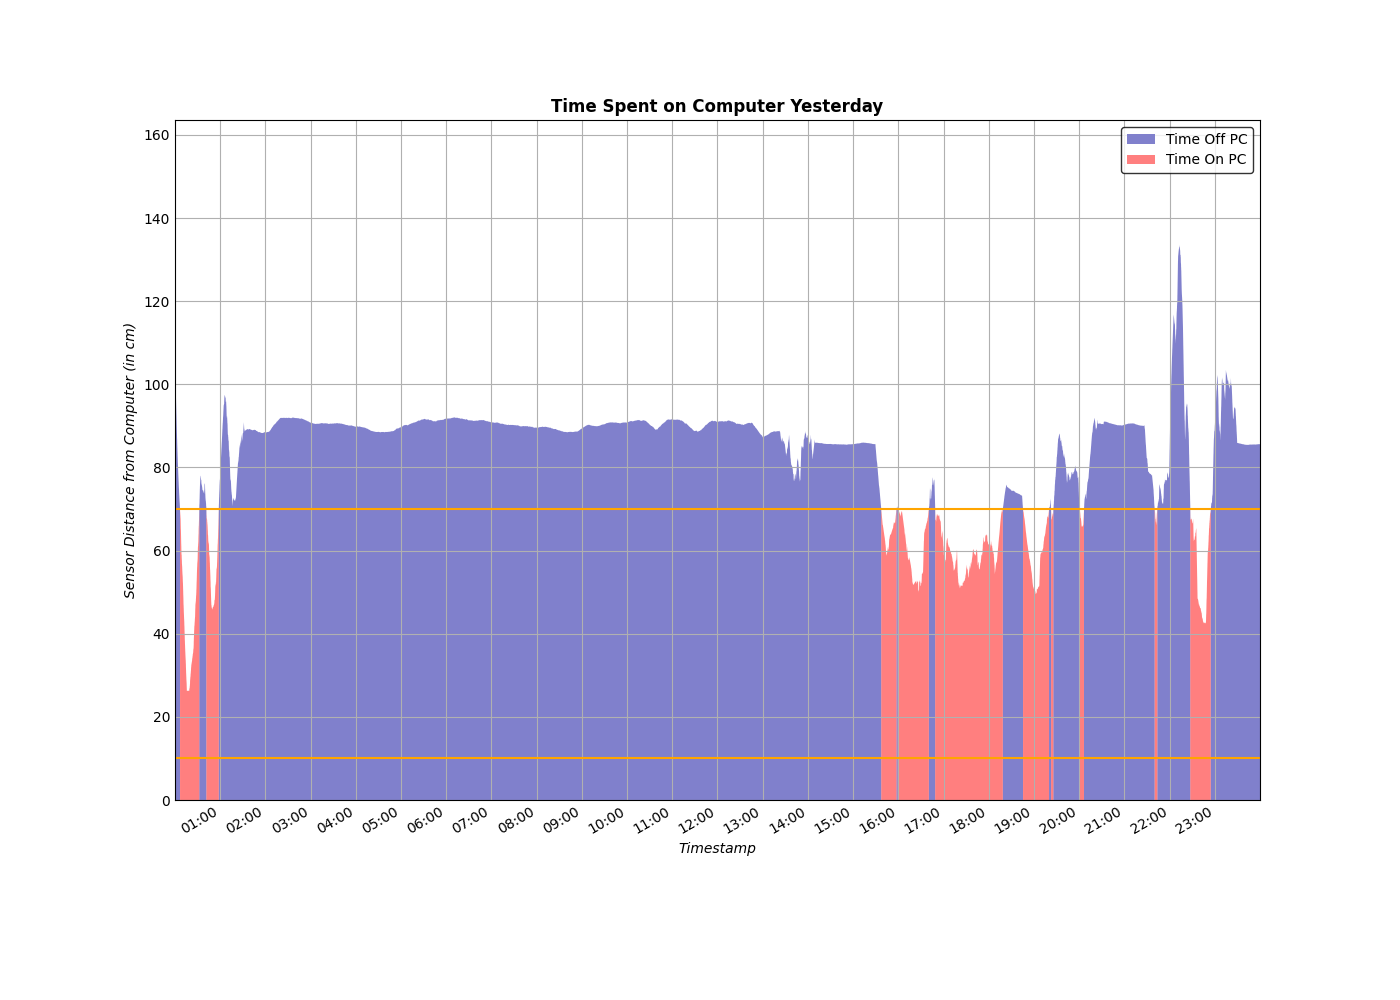 Time Spent on Computer Yesterday
Time Off PC
Time On PC
Sensor Distance from Computer (in cm)
160
140
120
100
80
60
40
20
0
01:00 02:00 03:00 04:00 05:00 06:00 07:00 08:00 09:00 10:00 11:00 12:00 13:00 14:00 15:00 16:00 17:00 18:00 19:00 20:00 21:00 22:00 23:00
Timestamp